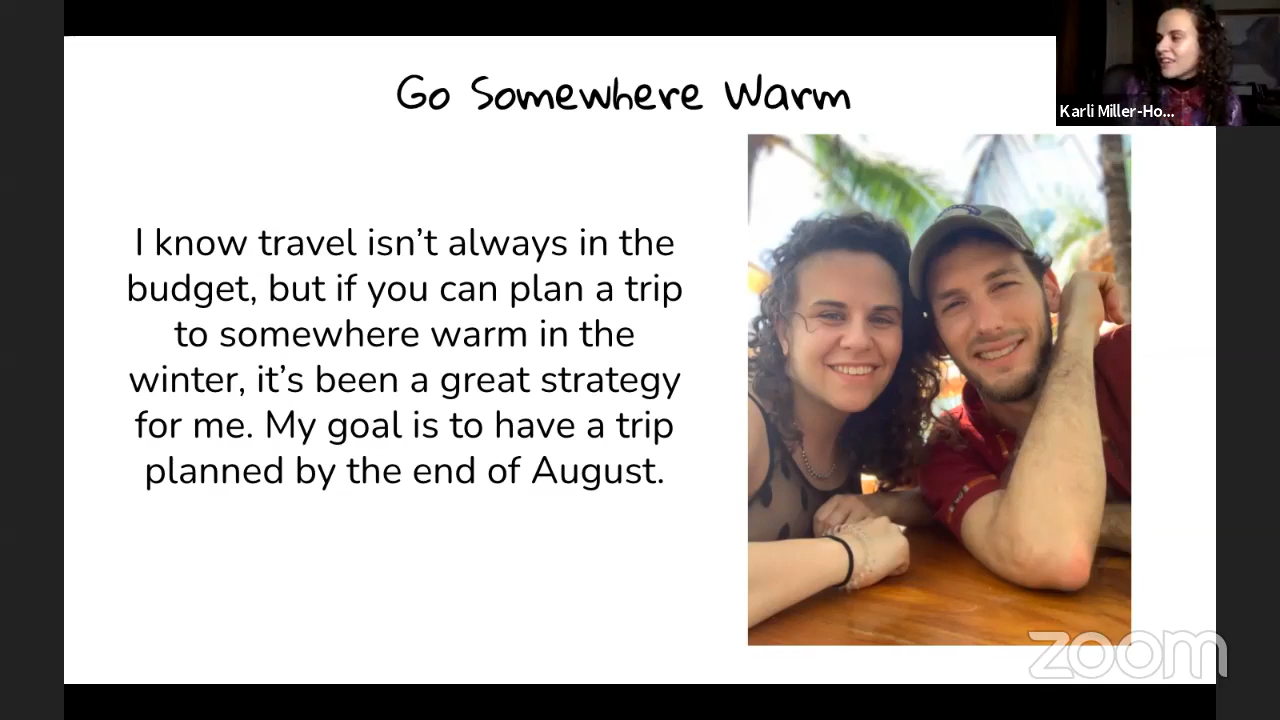 Go Somewhere Warm
Karli Miller-Ho...
I know travel isn't always in the
budget, but if you can plan a trip
to somewhere warm in the
winter, it's been a great strategy
for me. My goal is to have a trip
planned by the end of August.
zoom